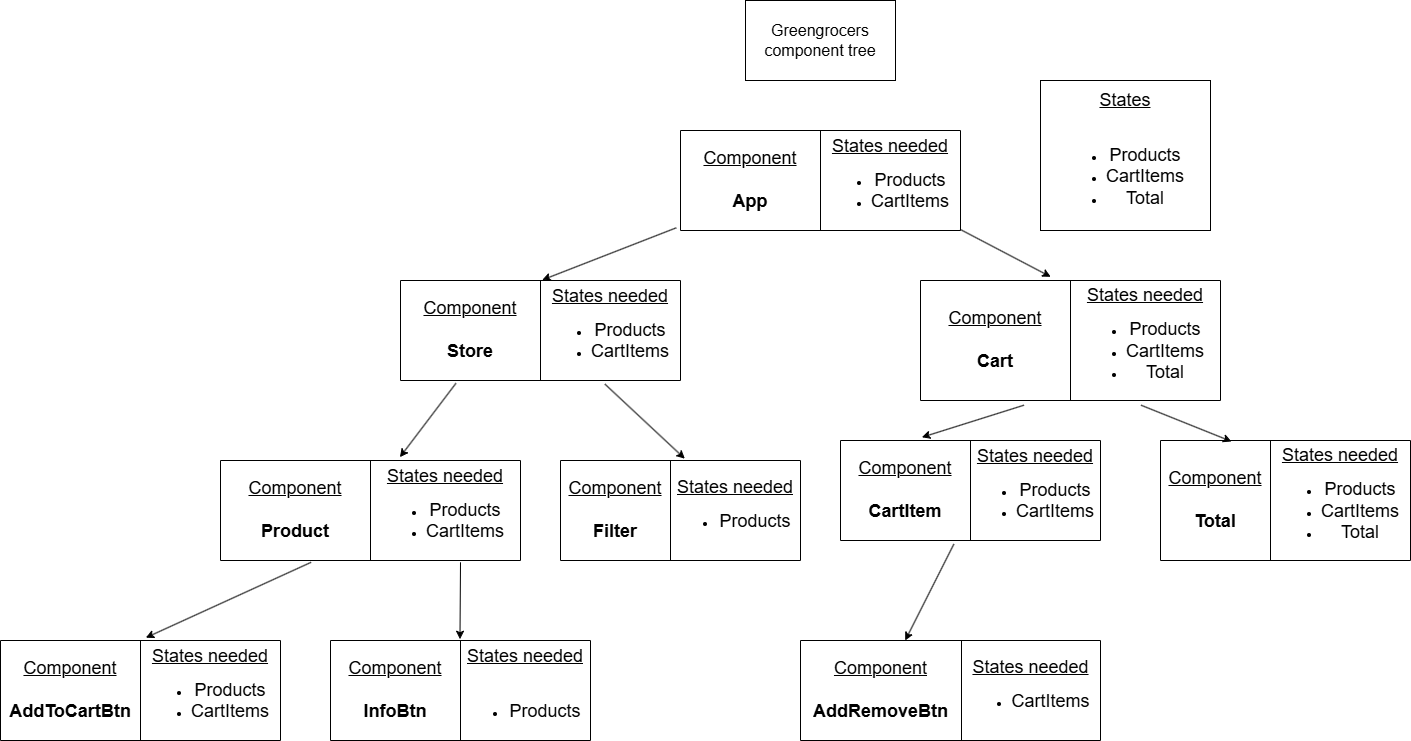 Greengrocers
component tree
States
• Products
• CartItems
• Total
Component
App
States needed
• Products
• CartItems
Component
Store
States needed
• Products
• CartItems
Component
Cart
States needed
• Products
• CartItems
• Total
Component
Product
States needed
• Products
• CartItems
Component
Filter
States needed
• Products
Component
CartItem
States needed
• Products
• CartItems
Component
Total
States needed
• Products
• CartItems
• Total
Component
AddToCartBtn
States needed
• Products
• CartItems
Component
InfoBtn
States needed
• Products
Component
AddRemoveBtn
States needed
• CartItems